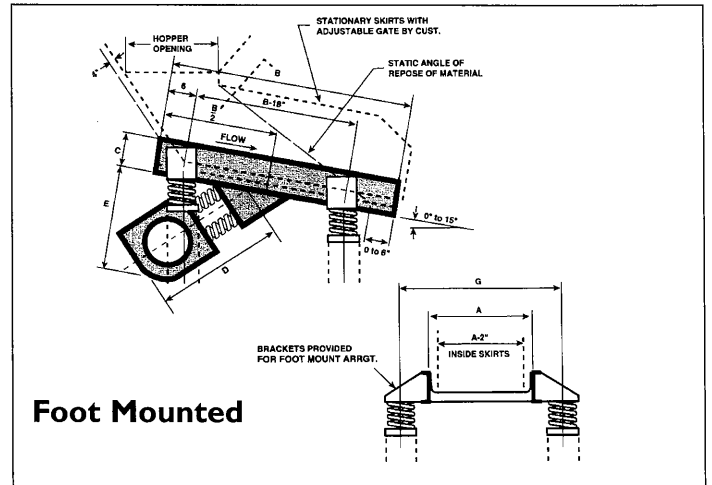 STATIONARY SKIRTS WITH
ADJUSTABLE GATE BY CUST.
HOPPER
OPENING
STATIC ANGLE OF
REPOSE OF MATERIAL
4"
B
6
B-18"
B
2
FLOW
C
E
D
0° to 15°
0 to 6"
G
A
A-2"
INSIDE SKIRTS
BRACKETS PROVIDED
FOR FOOT MOUNT ARRGT.
Foot Mounted